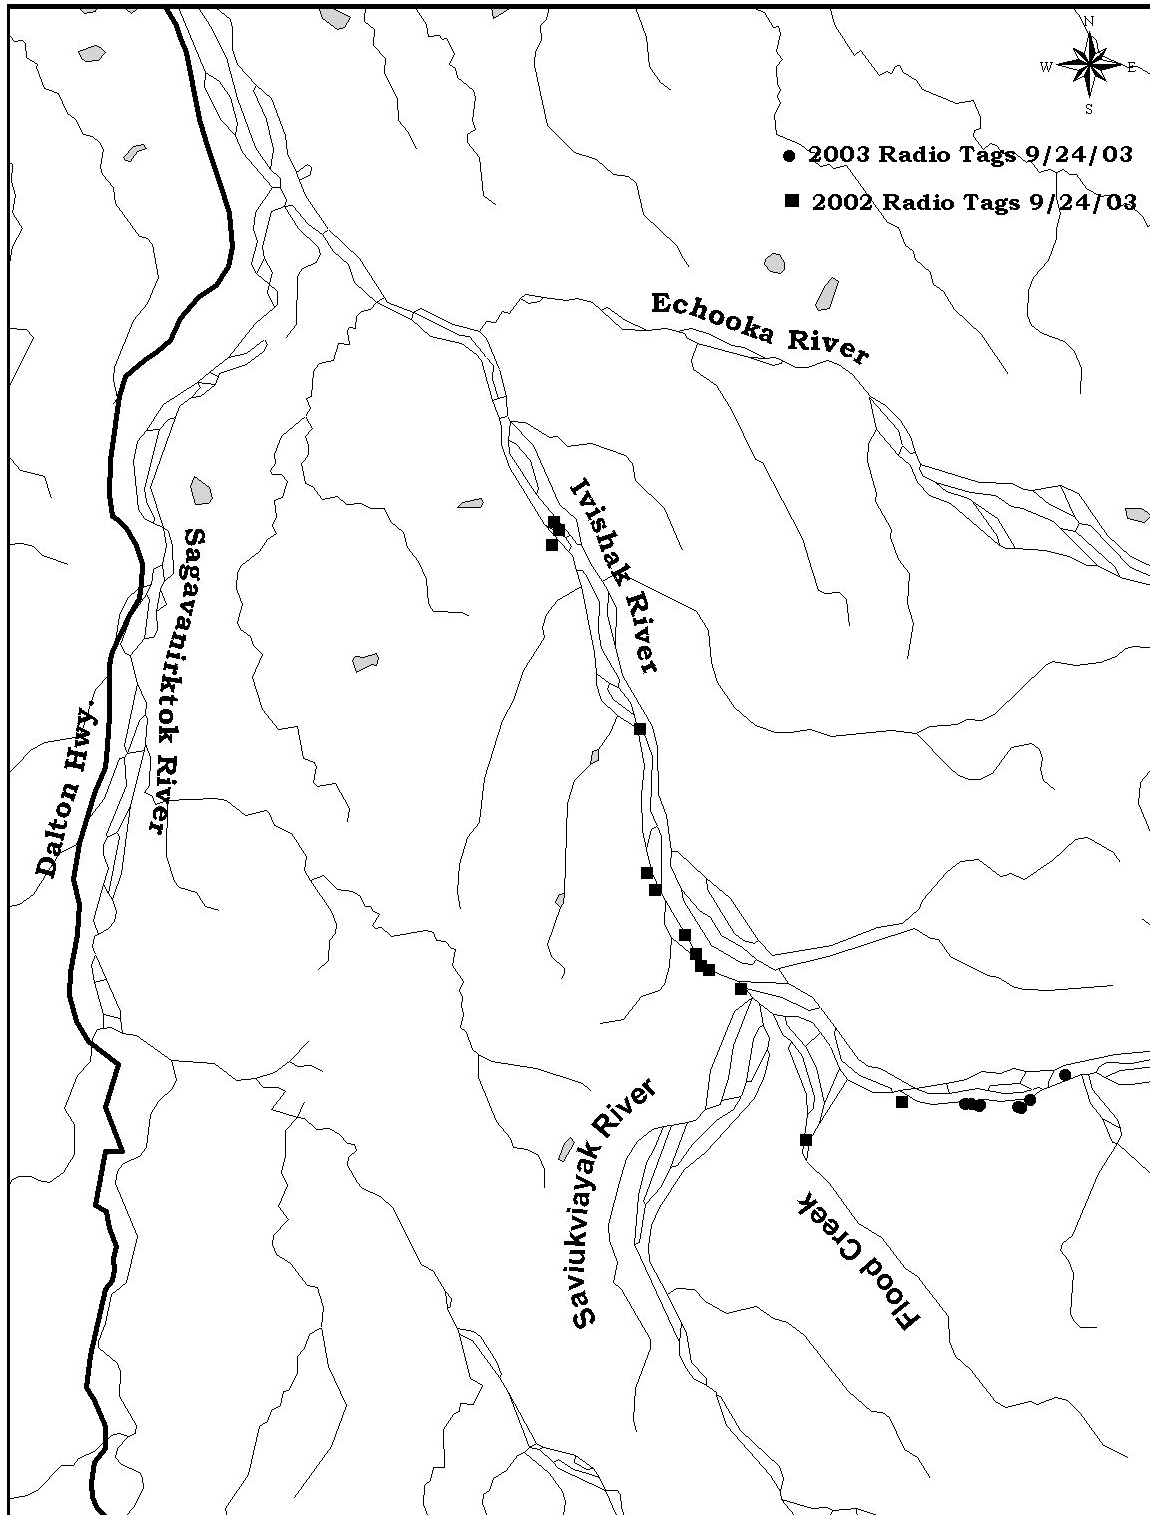 N
W E
S
2003 Radio Tags 9/24/03
2002 Radio Tags 9/24/03
Echooka River
Ivishak River
Sagavanirktok River
Dalton Hwy.
Saviukviayak River
Flood Creek